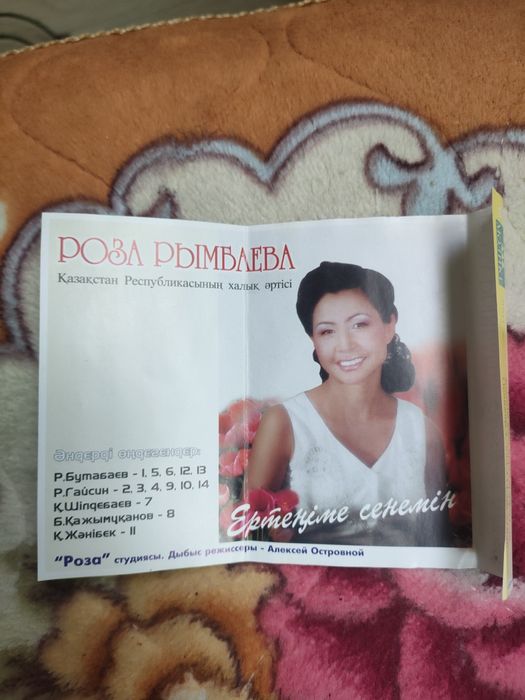 РОЗА РЫМБАЕВА
Қазақстан Республикасының халық әртісі
Әндерді өңдегендер:
Р.Бутабаев - 1, 5, 6, 12, 13
Р.Гайсин - 2, 3, 4, 9, 10, 14
Қ.Шілдебаев - 7
Б.Қажымұқанов - 8
Қ.Жәнібек - 11
Ертеңіме сенемін
"Роза" студиясы. Дыбыс режиссеры - Алексей Островной